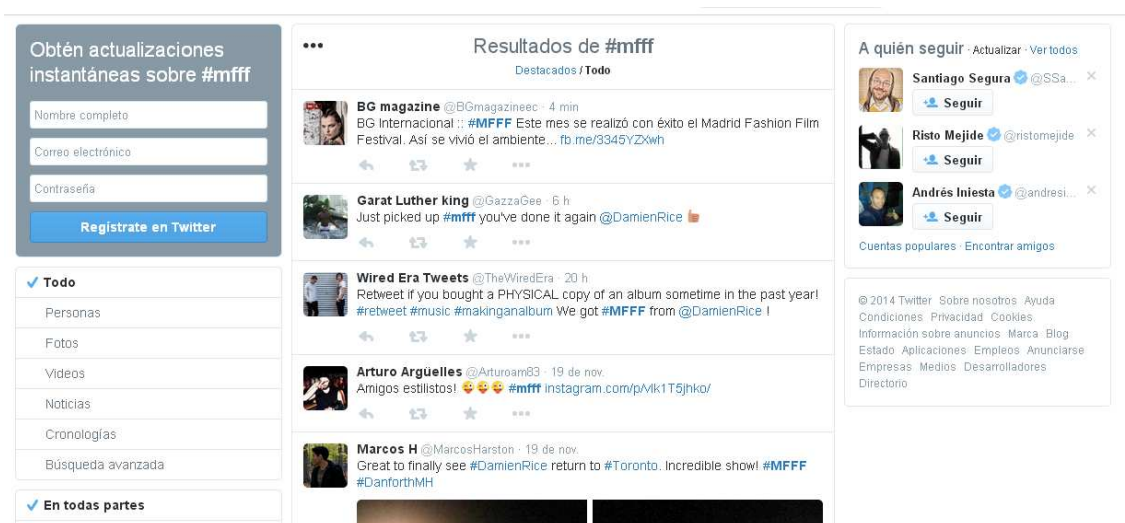 Obtén actualizaciones
instantáneas sobre #mfff
Nombre completo
Correo electrónico
Contraseña
Regístrate en Twitter
Todo
Personas
Fotos
Videos
Noticias
Cronologías
Búsqueda avanzada
En todas partes
Resultados de #mfff
Destacados / Todo
BG magazine @BGmagazineec · 4 min
BG Internacional :: #MFFF Este mes se realizó con éxito el Madrid Fashion Film
Festival. Así se vivió el ambiente... fb.me/3345YZXwh
Garat Luther king @GazzaGee · 6 h
Just picked up #mfff you've done it again @DamienRice
Wired Era Tweets @TheWiredEra · 20 h
Retweet if you bought a PHYSICAL copy of an album sometime in the past year!
#retweet #music #makinganalbum We got #MFFF from @DamienRice !
Arturo Argüelles @Arturoam83 · 19 de nov.
Amigos estilistos! 😜😜😜 #mfff instagram.com/p/vlk1T5jhko/
Marcos H @MarcosHarston · 19 de nov.
Great to finally see #DamienRice return to #Toronto. Incredible show! #MFFF
#DanforthMH
A quién seguir · Actualizar · Ver todos
Santiago Segura @SSa...
Seguir
Risto Mejide @ristomejide
Seguir
Andrés Iniesta @andresi...
Seguir
Cuentas populares · Encontrar amigos
© 2014 Twitter Sobre nosotros Ayuda
Condiciones Privacidad Cookies
Información sobre anuncios Marca Blog
Estado Aplicaciones Empleos Anunciarse
Empresas Medios Desarrolladores
Directorio